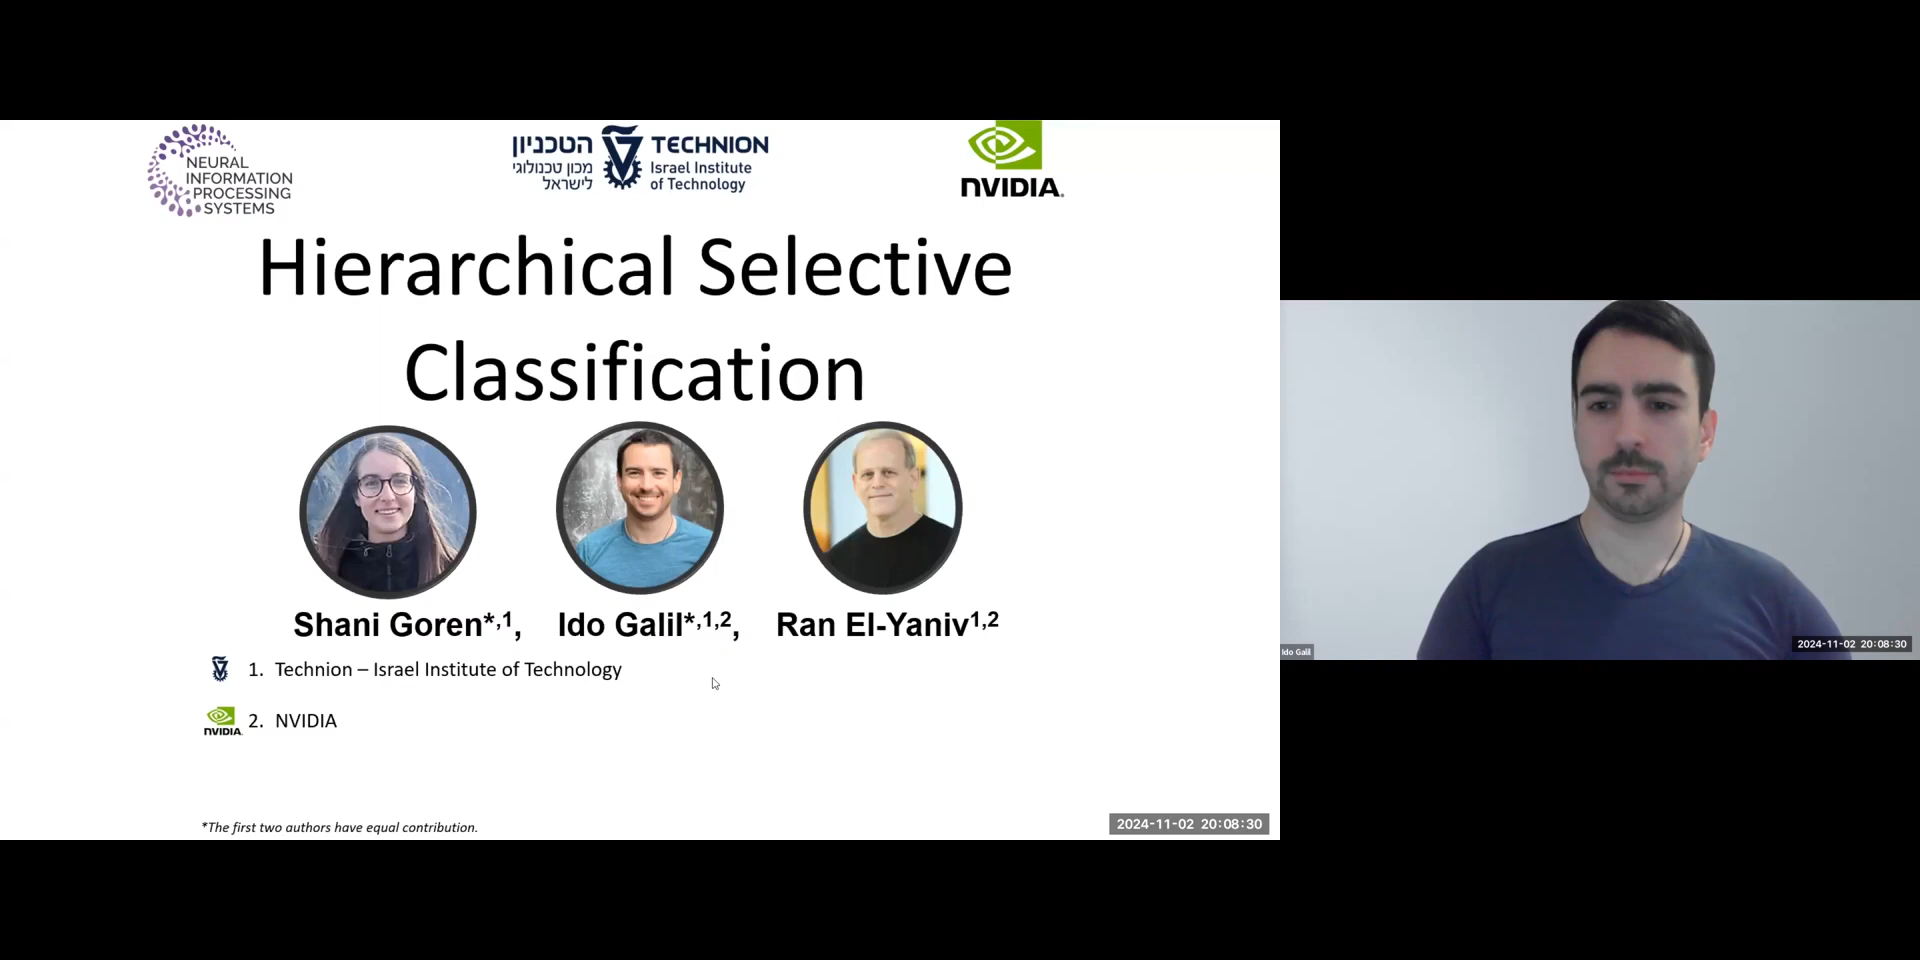 NEURAL
INFORMATION
PROCESSING
SYSTEMS
הטכניון
מכון טכנולוגי
לישראל
TECHNION
Israel Institute
of Technology
NVIDIA.
Hierarchical Selective
Classification
Shani Goren*,1, Ido Galil*,1,2, Ran El-Yaniv1,2
1. Technion – Israel Institute of Technology
NVIDIA. 2. NVIDIA
*The first two authors have equal contribution.
2024-11-02 20:08:30
Ido Galil
2024-11-02 20:08:30